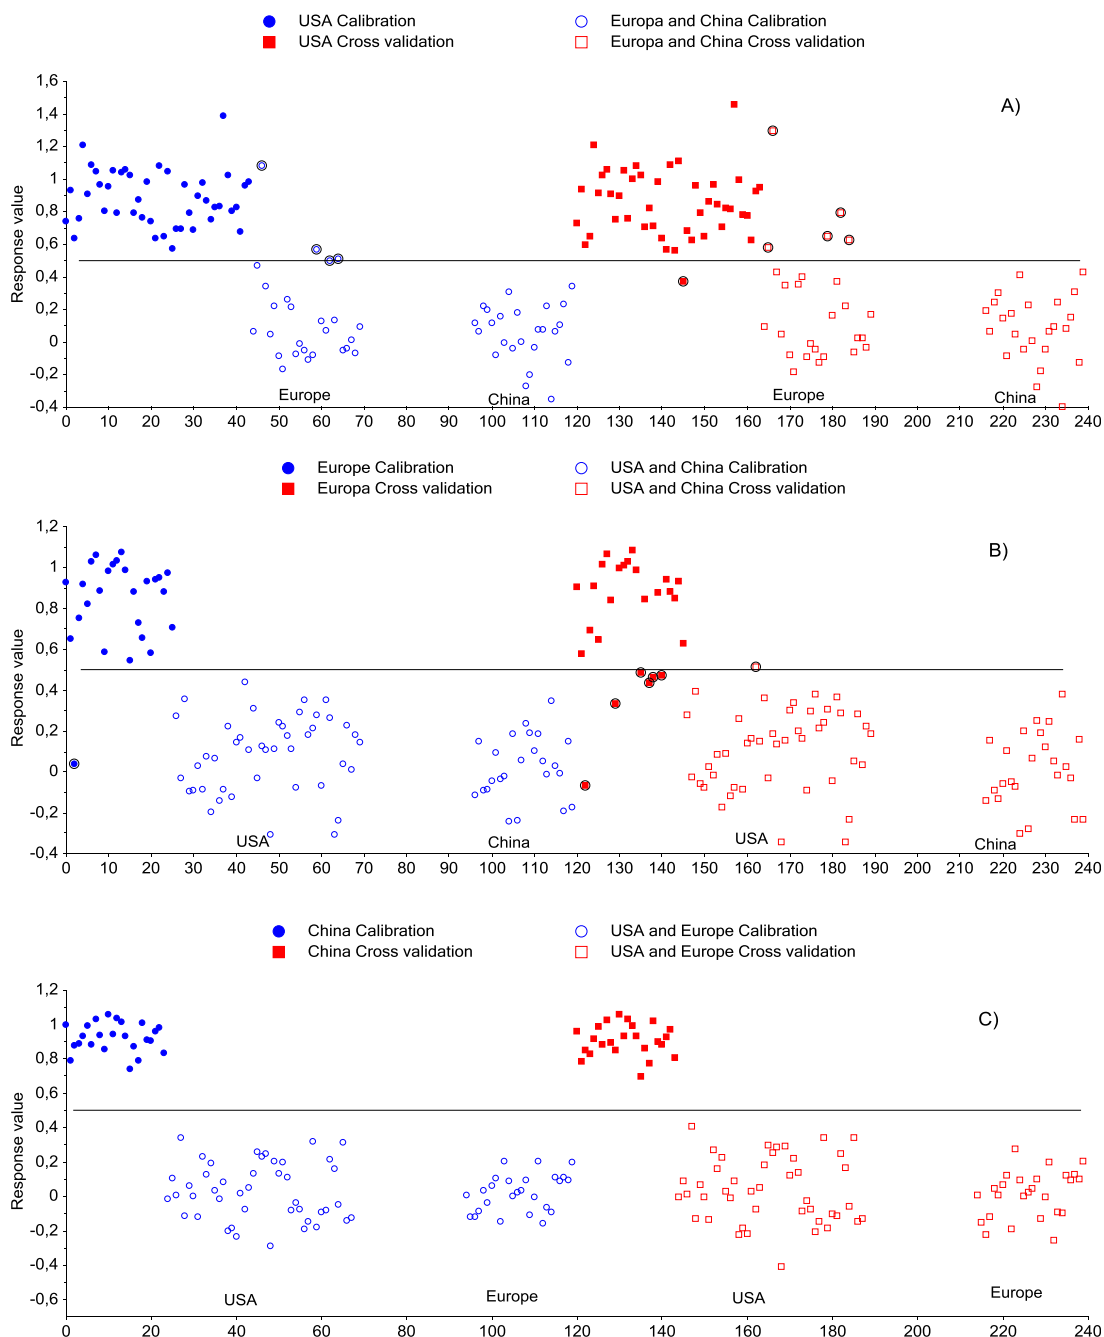 USA Calibration
Europa and China Calibration
USA Cross validation
Europa and China Cross validation
A)
Response value
1,6
1,4
1,2
1
0,8
0,6
0,4
0,2
0
-0,2
-0,4
Europe
China
Europe
China
0 10 20 30 40 50 60 70 80 90 100 110 120 130 140 150 160 170 180 190 200 210 220 230 240
Europe Calibration
USA and China Calibration
Europa Cross validation
USA and China Cross validation
B)
Response value
1,2
1
0,8
0,6
0,4
0,2
0
-0,2
-0,4
USA
China
USA
China
0 10 20 30 40 50 60 70 80 90 100 110 120 130 140 150 160 170 180 190 200 210 220 230 240
China Calibration
USA and Europe Calibration
China Cross validation
USA and Europe Cross validation
C)
Response value
1,2
1
0,8
0,6
0,4
0,2
0
-0,2
-0,4
-0,6
USA
Europe
USA
Europe
0 20 40 60 80 100 120 140 160 180 200 220 240